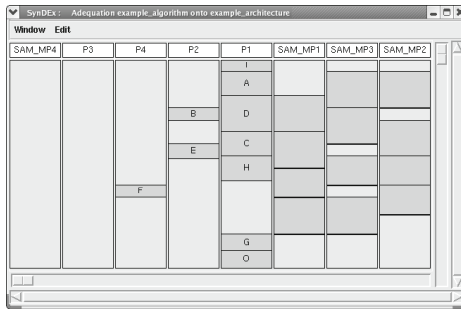 SynDEx : Adequation example_algorithm onto example_architecture
Window Edit
SAM_MP4 P3 P4 P2 P1 SAM_MP1 SAM_MP3 SAM_MP2
I
A
B D
C
E
H
F
G
O